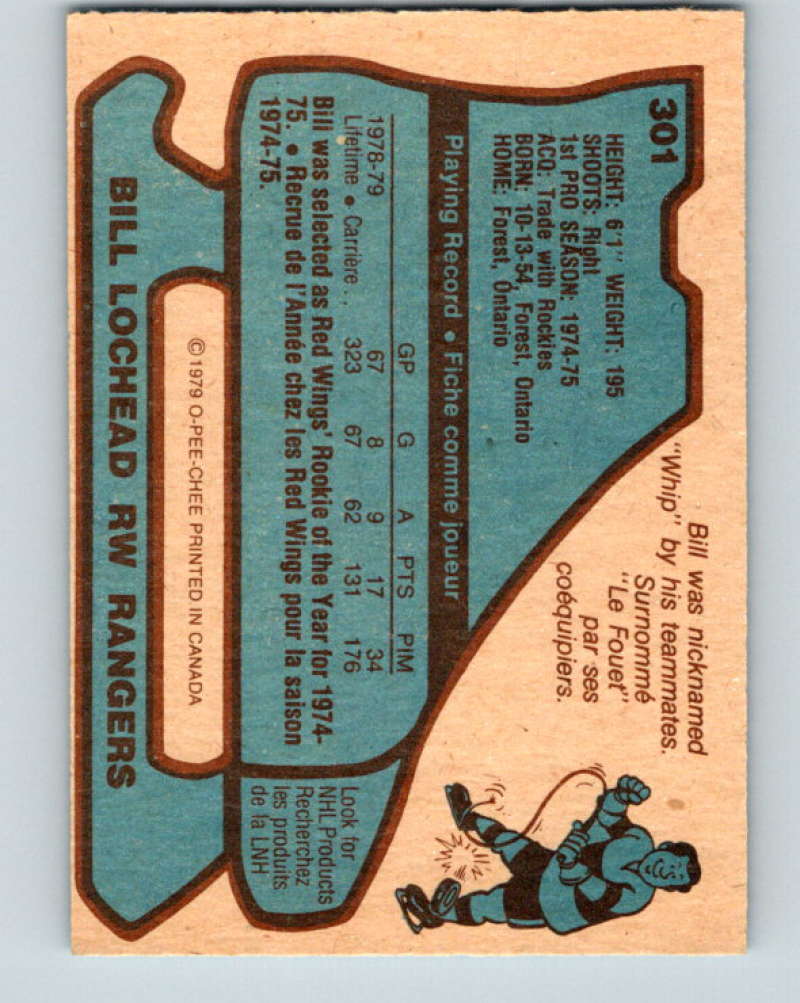 301
HEIGHT: 6'1" WEIGHT: 195
SHOOTS: Right
1st PRO SEASON: 1974-75
ACQ: Trade with Rockies
BORN: 10-13-54, Forest, Ontario
HOME: Forest, Ontario
Bill was nicknamed
"Whip" by his teammates.
Surnommé
"Le Fouet"
par ses
coéquipiers.
Playing Record • Fiche comme joueur
GP G A PTS PIM
1978-79 67 8 9 17 34
Lifetime • Carrière . . 323 67 62 131 176
Bill was selected as Red Wings' Rookie of the Year for 1974-
75. • Recrue de l'Année chez les Red Wings pour la saison
1974-75.
Look for
NHL Products
Recherchez
les produits
de la LNH
©1979 O-PEE-CHEE PRINTED IN CANADA
BILL LOCHEAD RW RANGERS